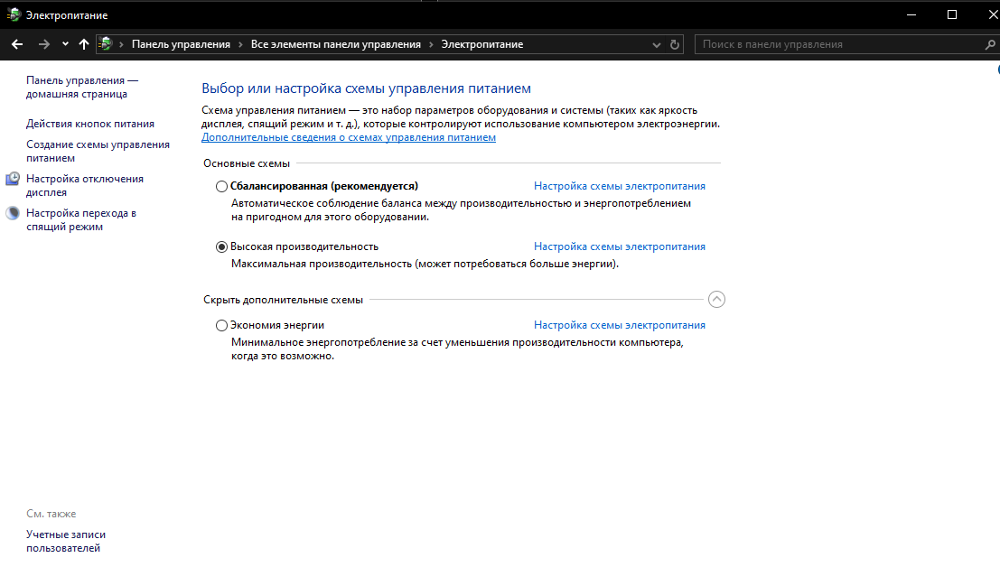 Электропитание
Панель управления
Все элементы панели управления
Электропитание
Поиск в панели управления
Панель управления —
домашняя страница
Действия кнопок питания
Создание схемы управления
питанием
Настройка отключения
дисплея
Настройка перехода в
спящий режим
Выбор или настройка схемы управления питанием
Схема управления питанием — это набор параметров оборудования и системы (таких как яркость
дисплея, спящий режим и т. д.), которые контролируют использование компьютером электроэнергии.
Дополнительные сведения о схемах управления питанием
Основные схемы
Сбалансированная (рекомендуется)
Настройка схемы электропитания
Автоматическое соблюдение баланса между производительностью и энергопотреблением
на пригодном для этого оборудовании.
Высокая производительность
Настройка схемы электропитания
Максимальная производительность (может потребоваться больше энергии).
Скрыть дополнительные схемы
Экономия энергии
Настройка схемы электропитания
Минимальное энергопотребление за счет уменьшения производительности компьютера,
когда это возможно.
См. также
Учетные записи
пользователей